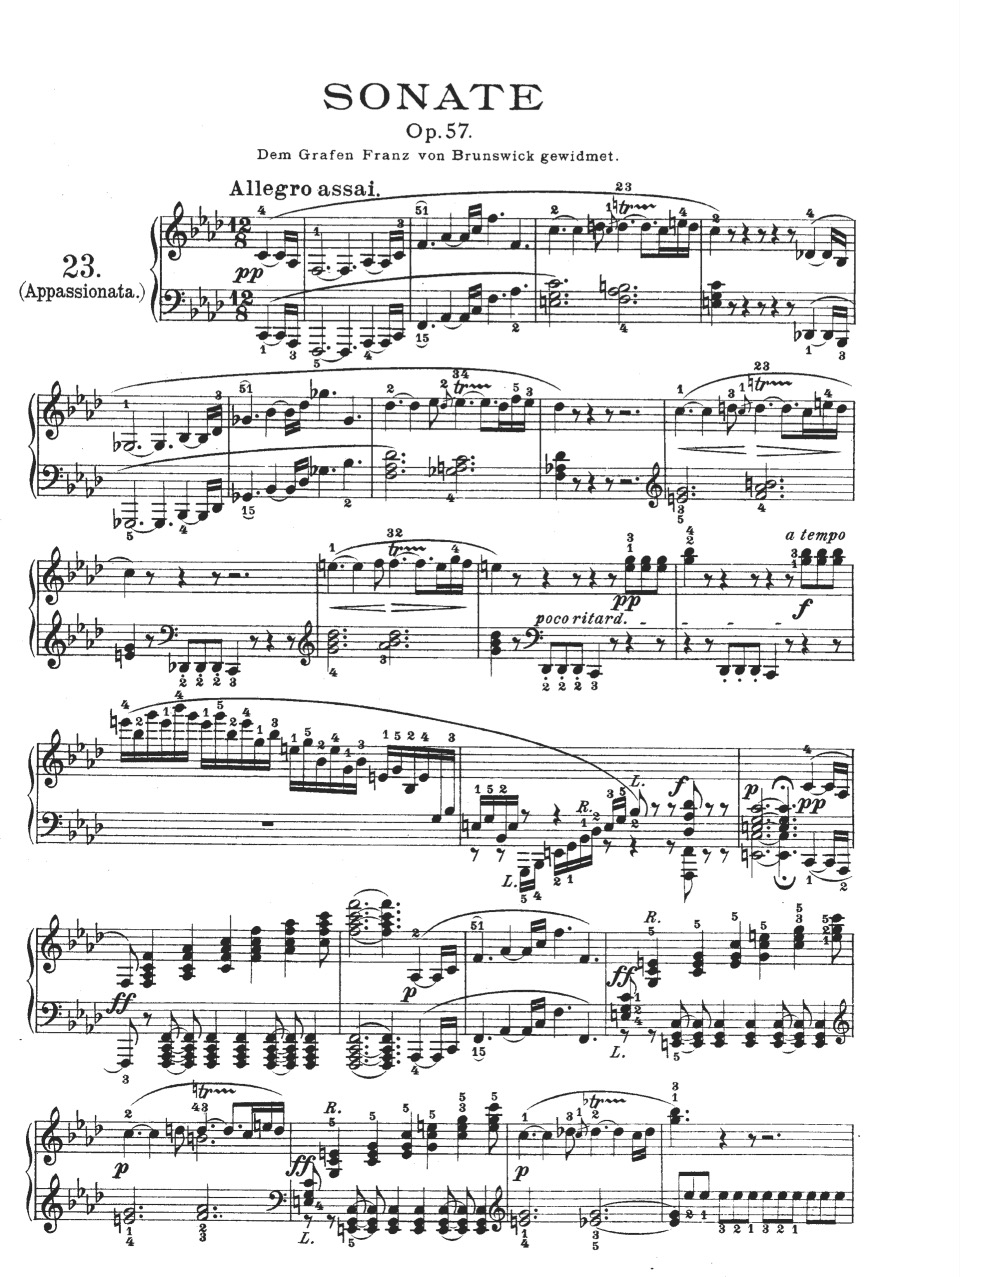 SONATE
Op. 57.
Dem Grafen Franz von Brunswick gewidmet.
Allegro assai.
23.
(Appassionata.)
pp
poco ritard.
pp
a tempo
f
L.
R.
L.
f
p
pp
ff
p
R.
ff
L.
p
R.
ff
L.
p